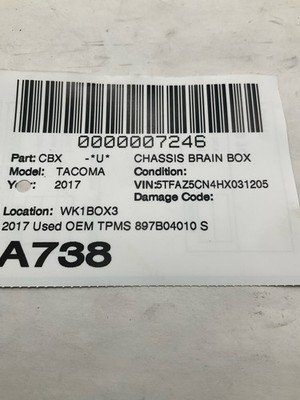 0000007246
Part: CBX -*U* CHASSIS BRAIN BOX
Model: TACOMA Condition:
2017 VIN:5TFAZ5CN4HX031205
Damage Code:
Location: WK1BOX3
2017 Used OEM TPMS 897B04010 S
A738